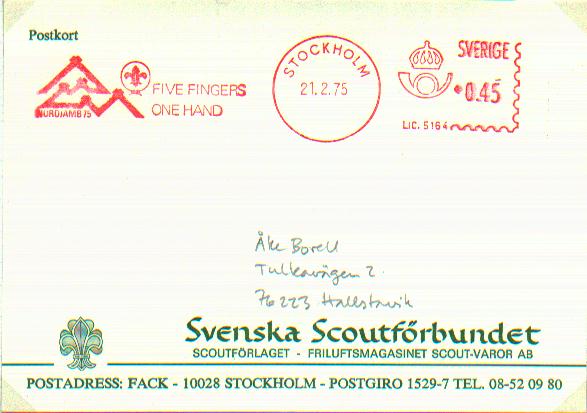 Postkort
NORDJAMB 75
FIVE FINGERS
ONE HAND
STOCKHOLM
21.2.75
SVERIGE
0.45
LIC. 5164
Åke Borell
Tulkavägen 2.
76223 Hallstavik
Svenska Scoutförbundet
SCOUTFÖRLAGET - FRILUFTSMAGASINET SCOUT-VAROR AB
POSTADRESS: FACK - 10028 STOCKHOLM - POSTGIRO 1529-7 TEL. 08-52 09 80